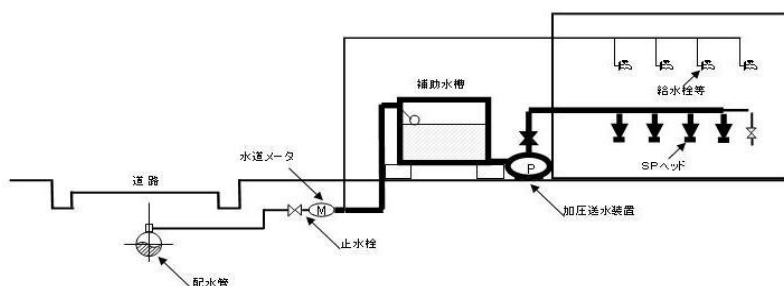 補助水槽
給水栓等
水道メータ
SPヘッド
道路
P
M
加圧送水装置
止水栓
配水管